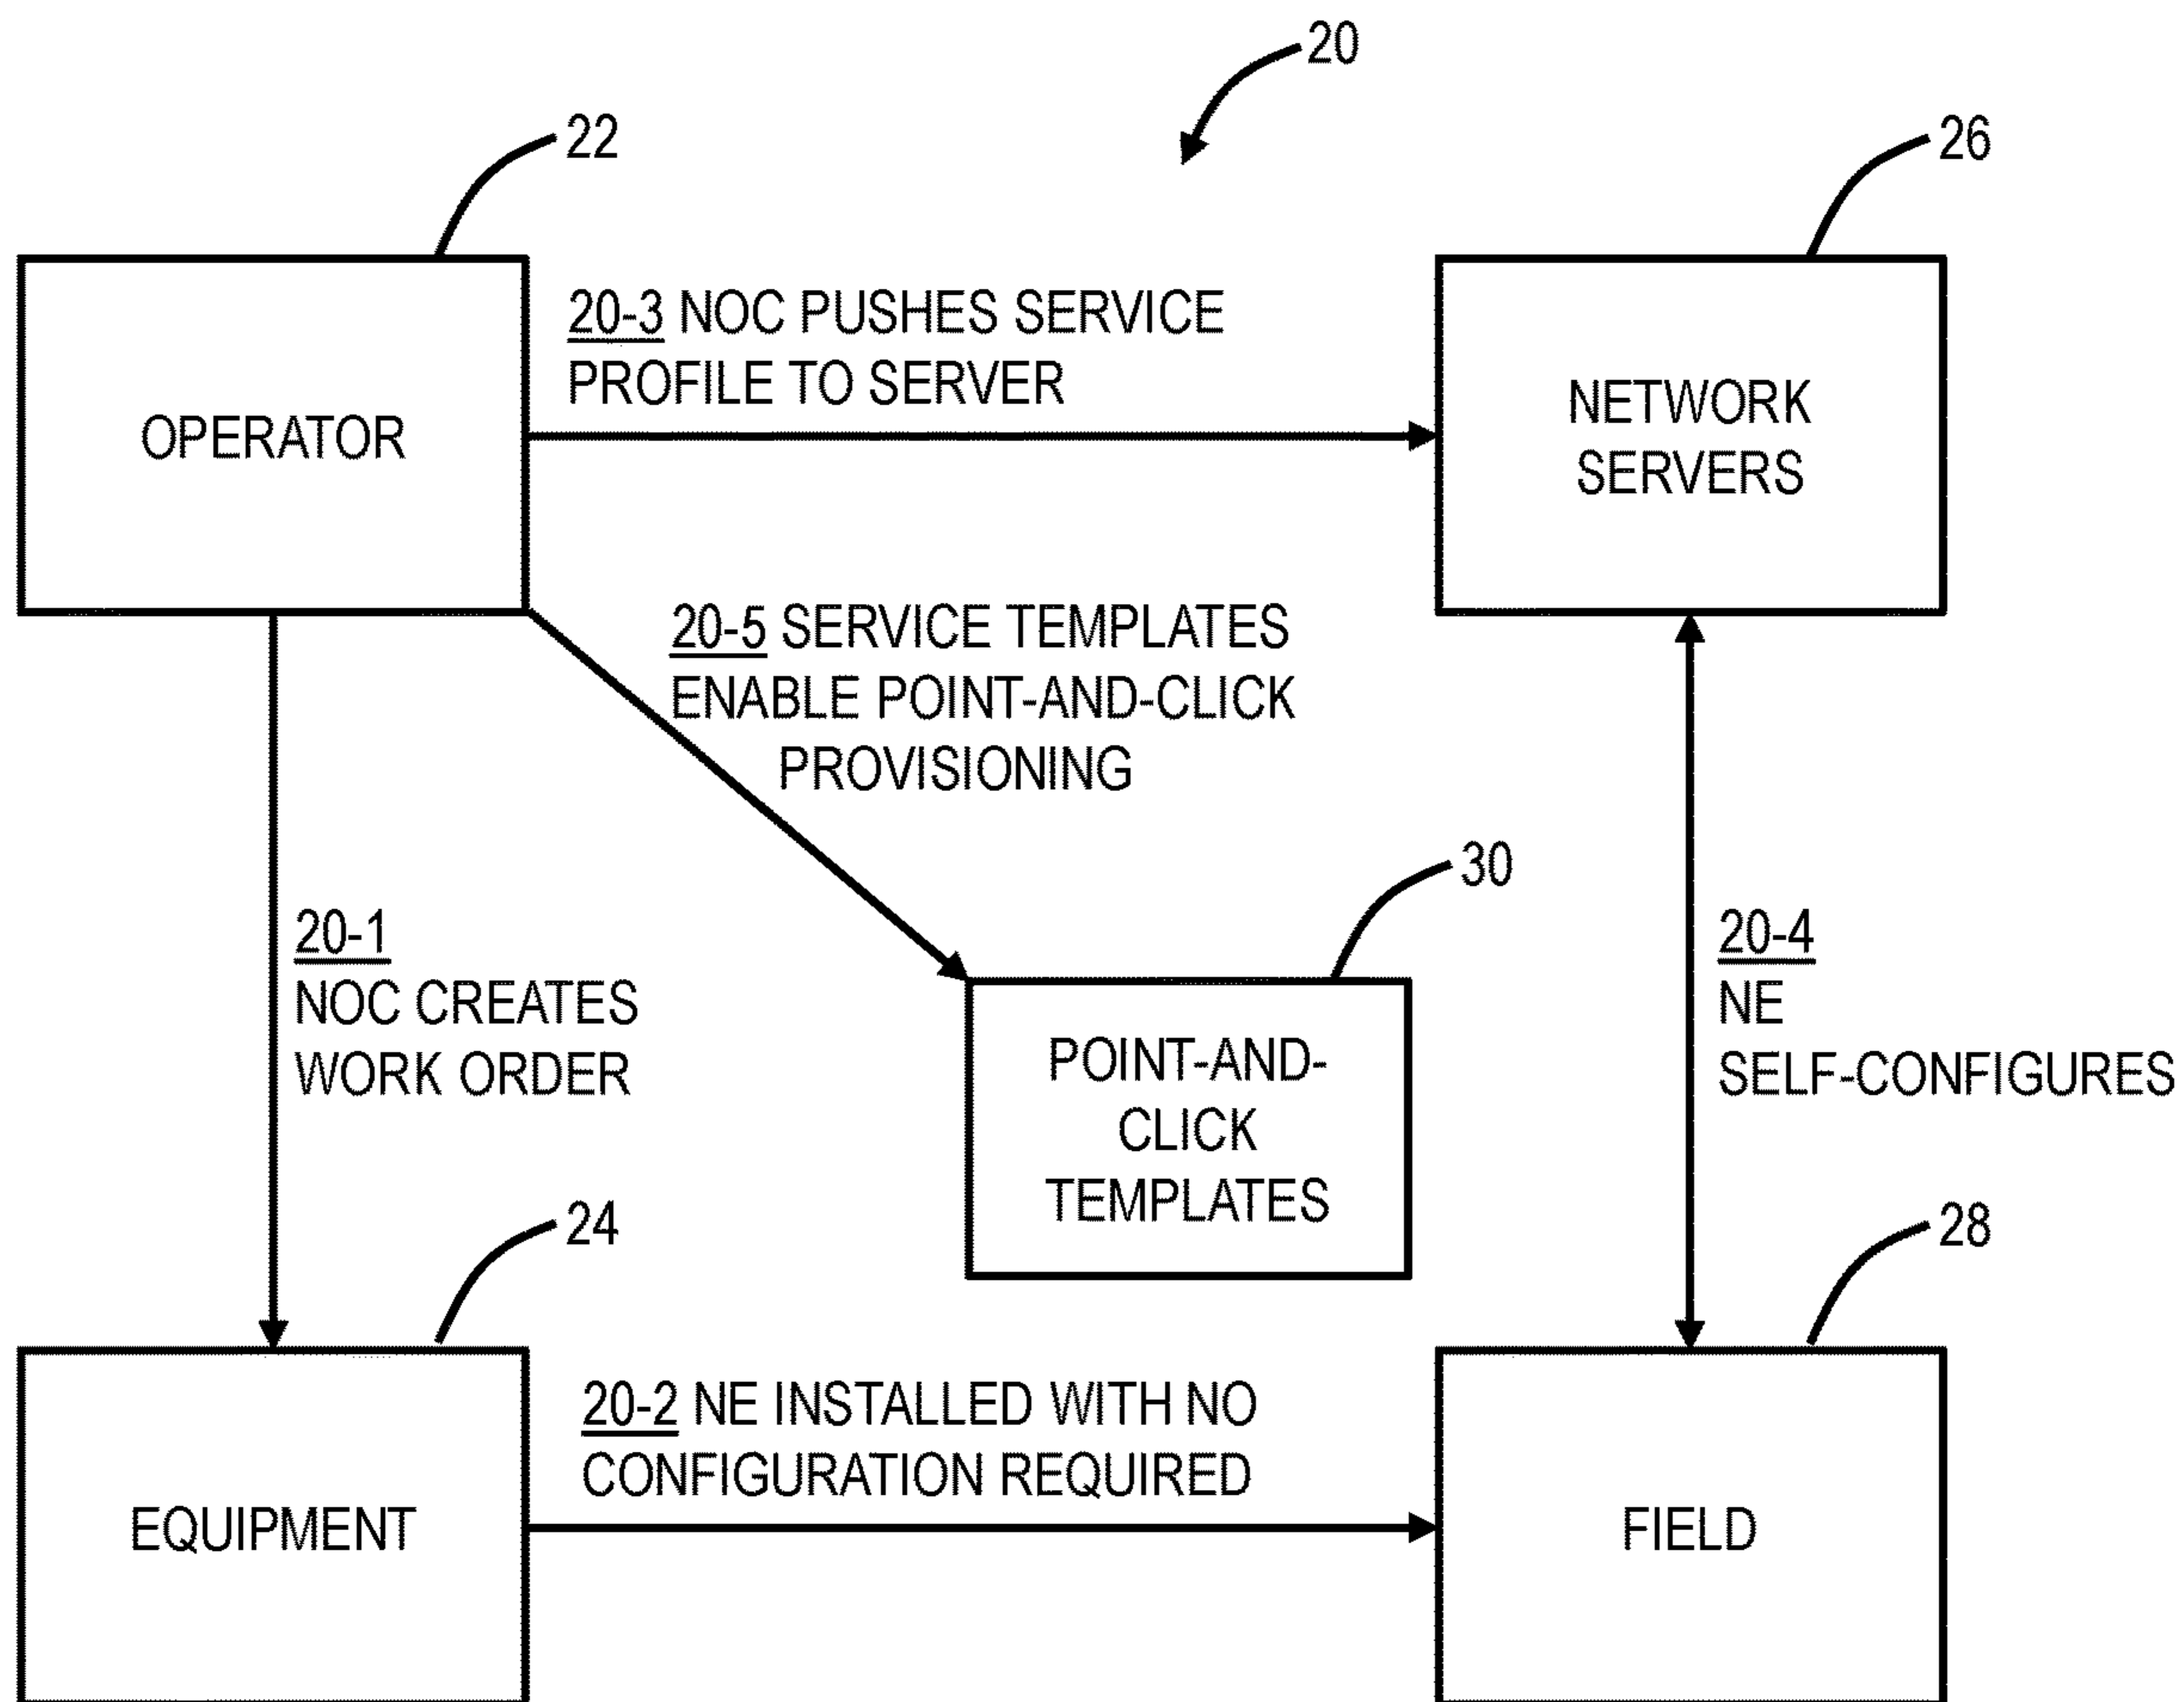 20
22
26
20-3 NOC PUSHES SERVICE
PROFILE TO SERVER
OPERATOR
NETWORK
SERVERS
20-5 SERVICE TEMPLATES
ENABLE POINT-AND-CLICK
PROVISIONING
30
20-1
NOC CREATES
WORK ORDER
20-4
NE
SELF-CONFIGURES
POINT-AND-
CLICK
TEMPLATES
24
28
20-2 NE INSTALLED WITH NO
CONFIGURATION REQUIRED
EQUIPMENT
FIELD